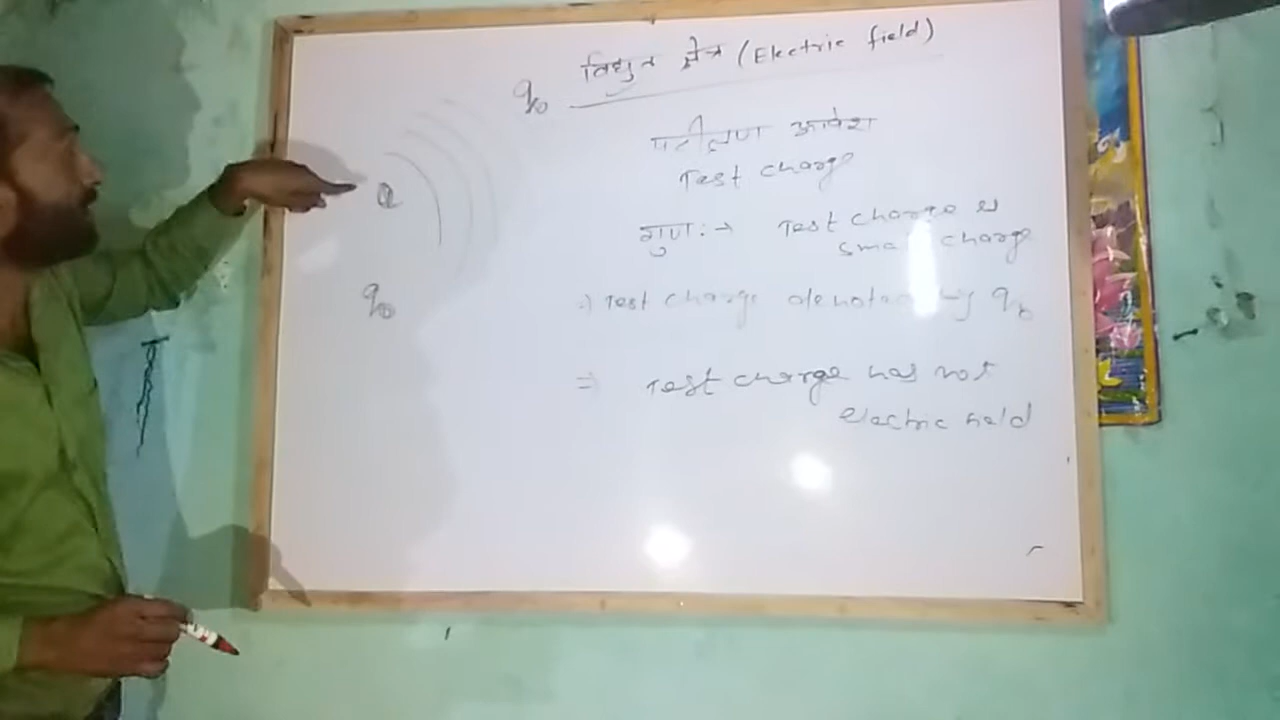 विद्युत क्षेत्र (Electric field)
q₀
परीक्षण आवेश
Test charge
Q
गुण :→ Test charge is
small charge
q₀
∴) Test charge denoted by q₀
⇒ Test charge has not
electric field